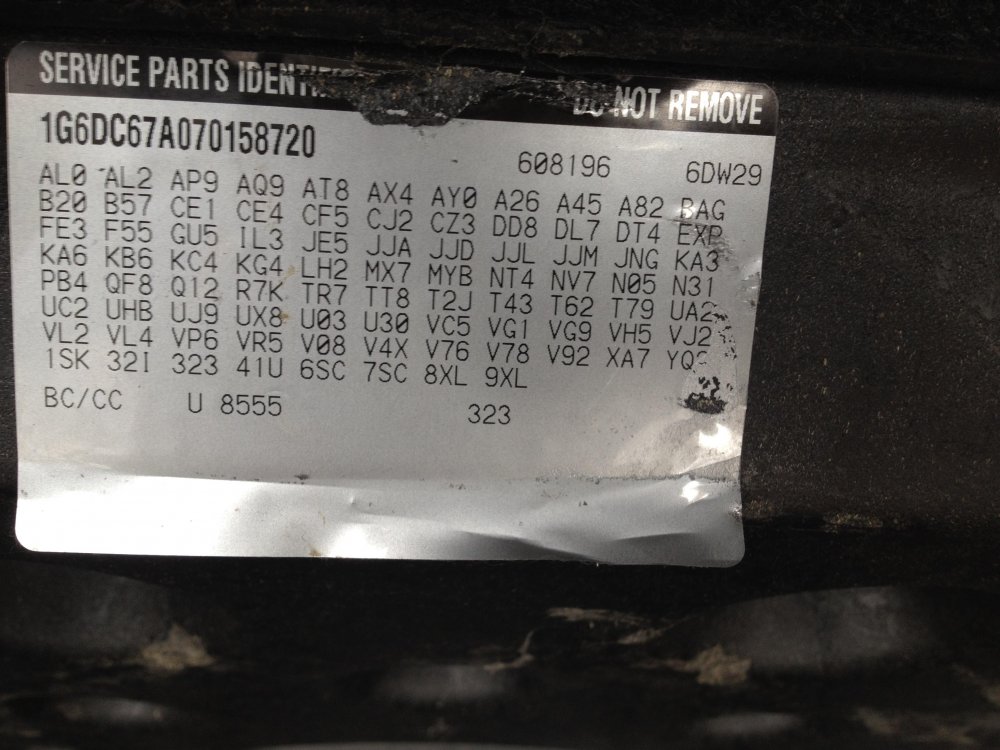 SERVICE PARTS DO NOT REMOVE
1G6DC67A070158720 608196 6DW29
AL0 AL2 AP9 AQ9 AT8 AX4 AY0 A26 A45 A82 BAG
B20 B57 CE1 CE4 CF5 CJ2 CZ3 DD8 DL7 DT4 EXP
FE3 F55 GU5 IL3 JE5 JJA JJD JJL JJM JNG KA3
KA6 KB6 KC4 KG4 LH2 MX7 MYB NT4 NV7 N05 N31
PB4 QF8 Q12 R7K TR7 TT8 T2J T43 T62 T79 UA2
UC2 UHB UJ9 UX8 U03 U30 VC5 VG1 VG9 VH5 VJ2
VL2 VL4 VP6 VR5 V08 V4X V76 V78 V92 XA7
1SK 32I 323 41U 6SC 7SC 8XL 9XL
BC/CC U 8555 323